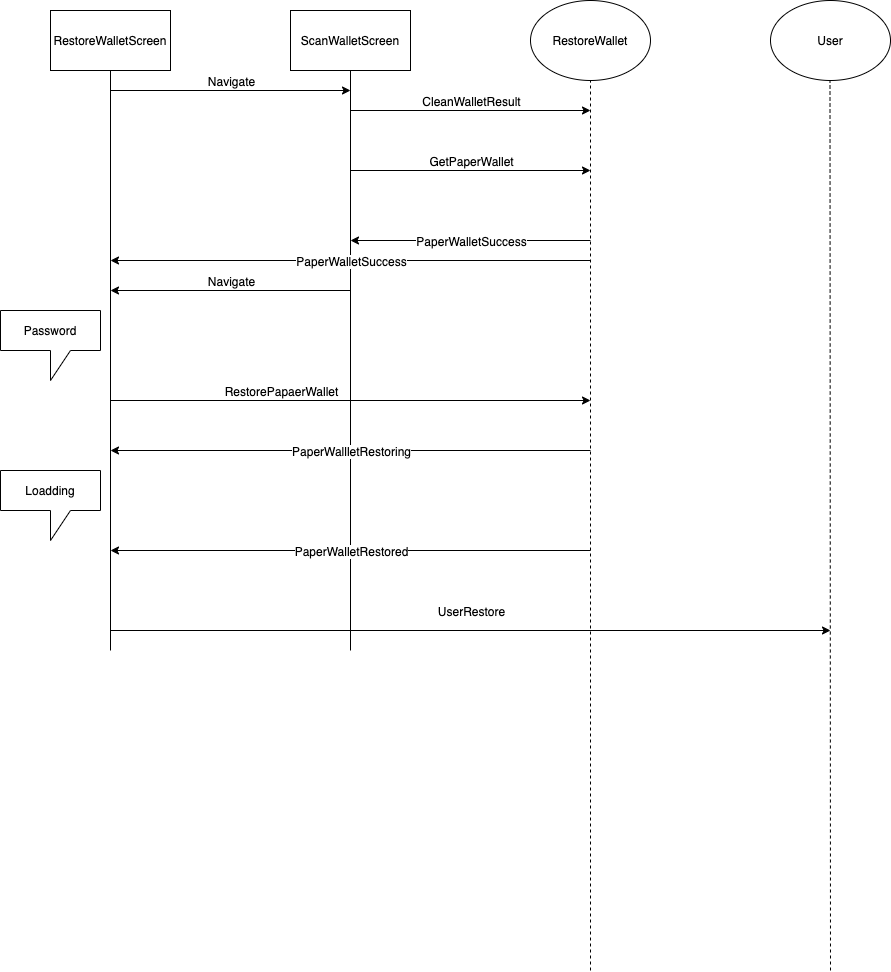 RestoreWalletScreen
ScanWalletScreen
RestoreWallet
User
Navigate
CleanWalletResult
GetPaperWallet
PaperWalletSuccess
PaperWalletSuccess
Navigate
Password
RestorePapaerWallet
PaperWallletRestoring
Loadding
PaperWalletRestored
UserRestore